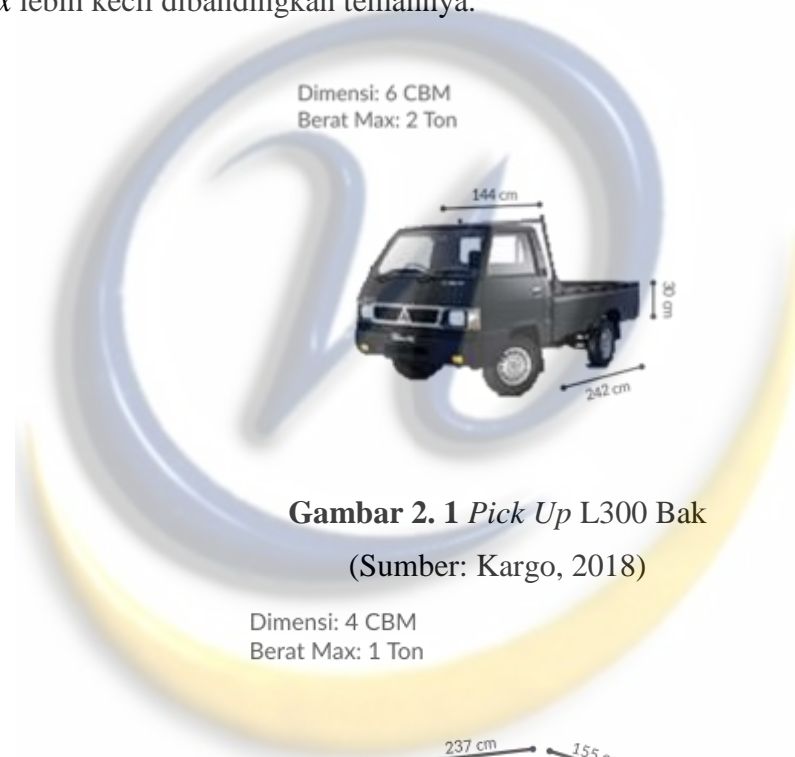 lebih kecil dibandingkan temannya.
Dimensi: 6 CBM
Berat Max: 2 Ton
144 cm
30 cm
242 cm
Gambar 2. 1 Pick Up L300 Bak
(Sumber: Kargo, 2018)
Dimensi: 4 CBM
Berat Max: 1 Ton
237 cm